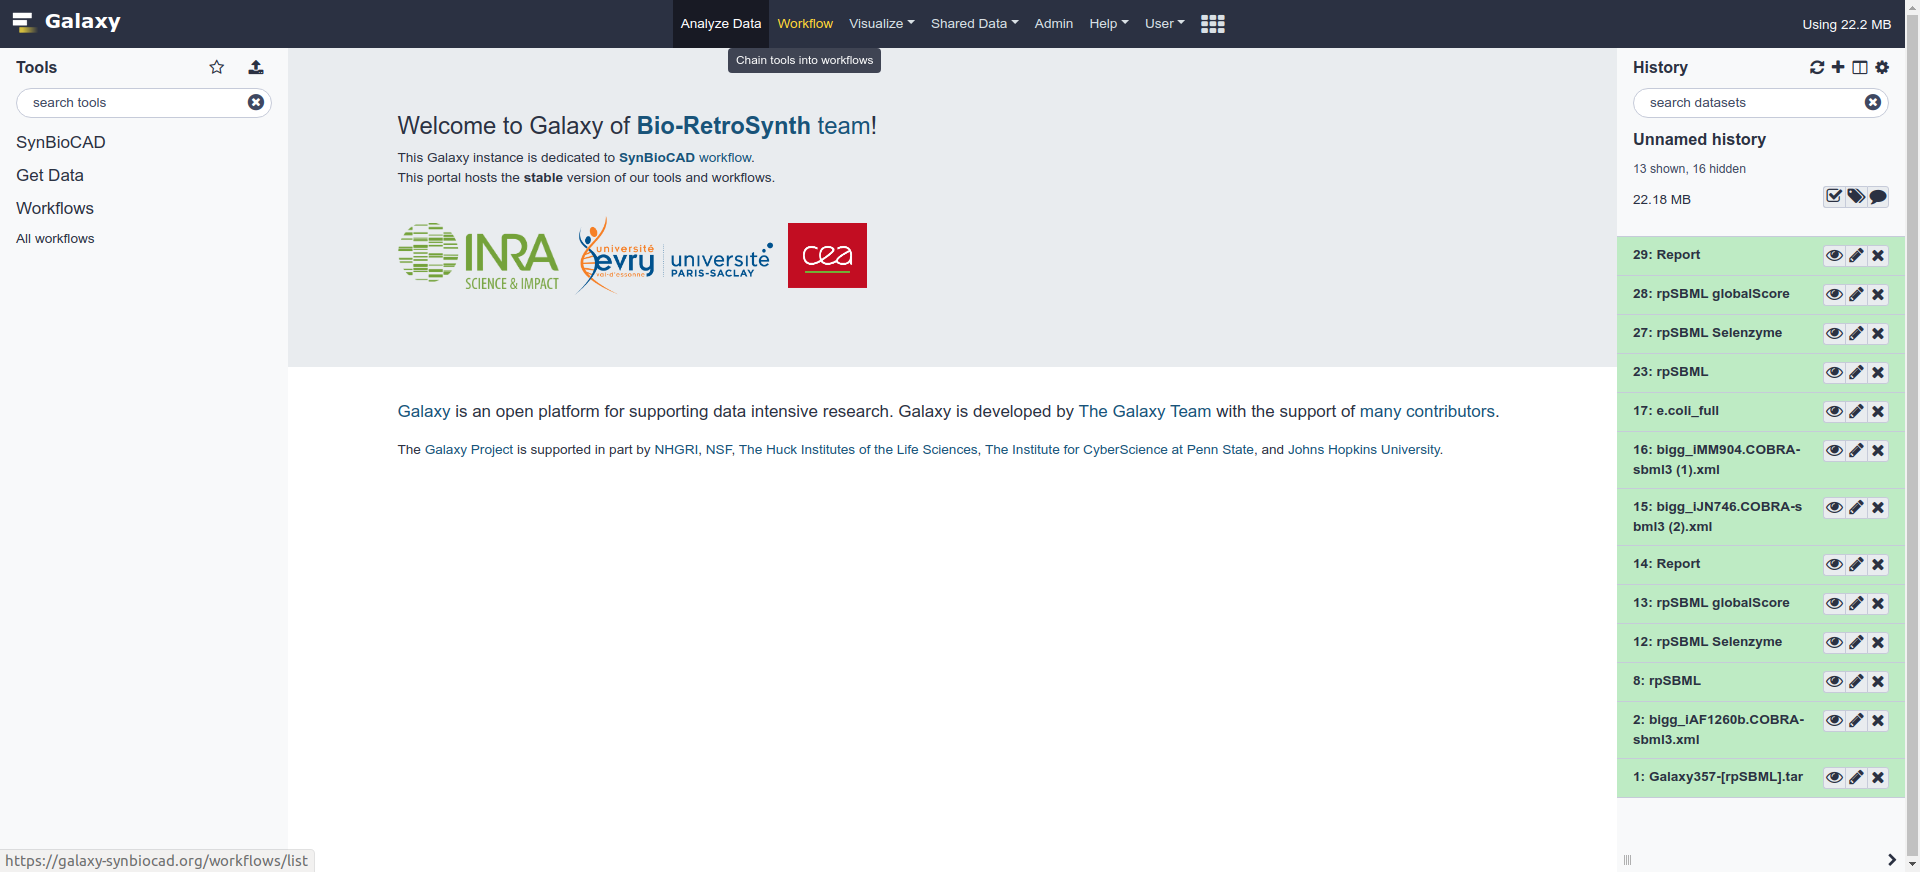 Galaxy
Analyze Data
Workflow
Visualize
Shared Data
Admin
Help
User
Using 22.2 MB
Chain tools into workflows
Tools
search tools
SynBioCAD
Get Data
Workflows
All workflows
Welcome to Galaxy of Bio-RetroSynth team!
This Galaxy instance is dedicated to SynBioCAD workflow.
This portal hosts the stable version of our tools and workflows.
INRA
SCIENCE & IMPACT
université
evry
val-d'essonne
université
PARIS-SACLAY
cea
Galaxy is an open platform for supporting data intensive research. Galaxy is developed by The Galaxy Team with the support of many contributors.
The Galaxy Project is supported in part by NHGRI, NSF, The Huck Institutes of the Life Sciences, The Institute for CyberScience at Penn State, and Johns Hopkins University.
History
search datasets
Unnamed history
13 shown, 16 hidden
22.18 MB
29: Report
28: rpSBML globalScore
27: rpSBML Selenzyme
23: rpSBML
17: e.coli_full
16: bigg_iMM904.COBRA-
sbml3 (1).xml
15: bigg_iJN746.COBRA-s
bml3 (2).xml
14: Report
13: rpSBML globalScore
12: rpSBML Selenzyme
8: rpSBML
2: bigg_iAF1260b.COBRA-
sbml3.xml
1: Galaxy357-[rpSBML].tar
https://galaxy-synbiocad.org/workflows/list